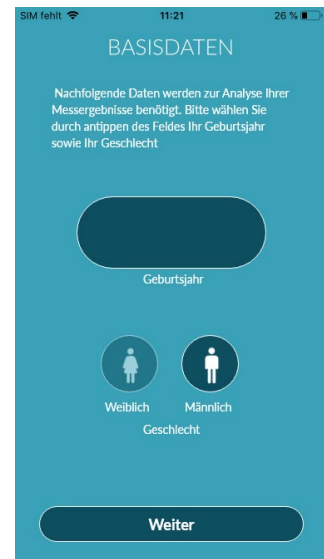 SIM fehlt 11:21 26 %
BASISDATEN
Nachfolgende Daten werden zur Analyse Ihrer
Messergebnisse benötigt. Bitte wählen Sie
durch antippen des Feldes Ihr Geburtsjahr
sowie Ihr Geschlecht
Geburtsjahr
Weiblich Männlich
Geschlecht
Weiter